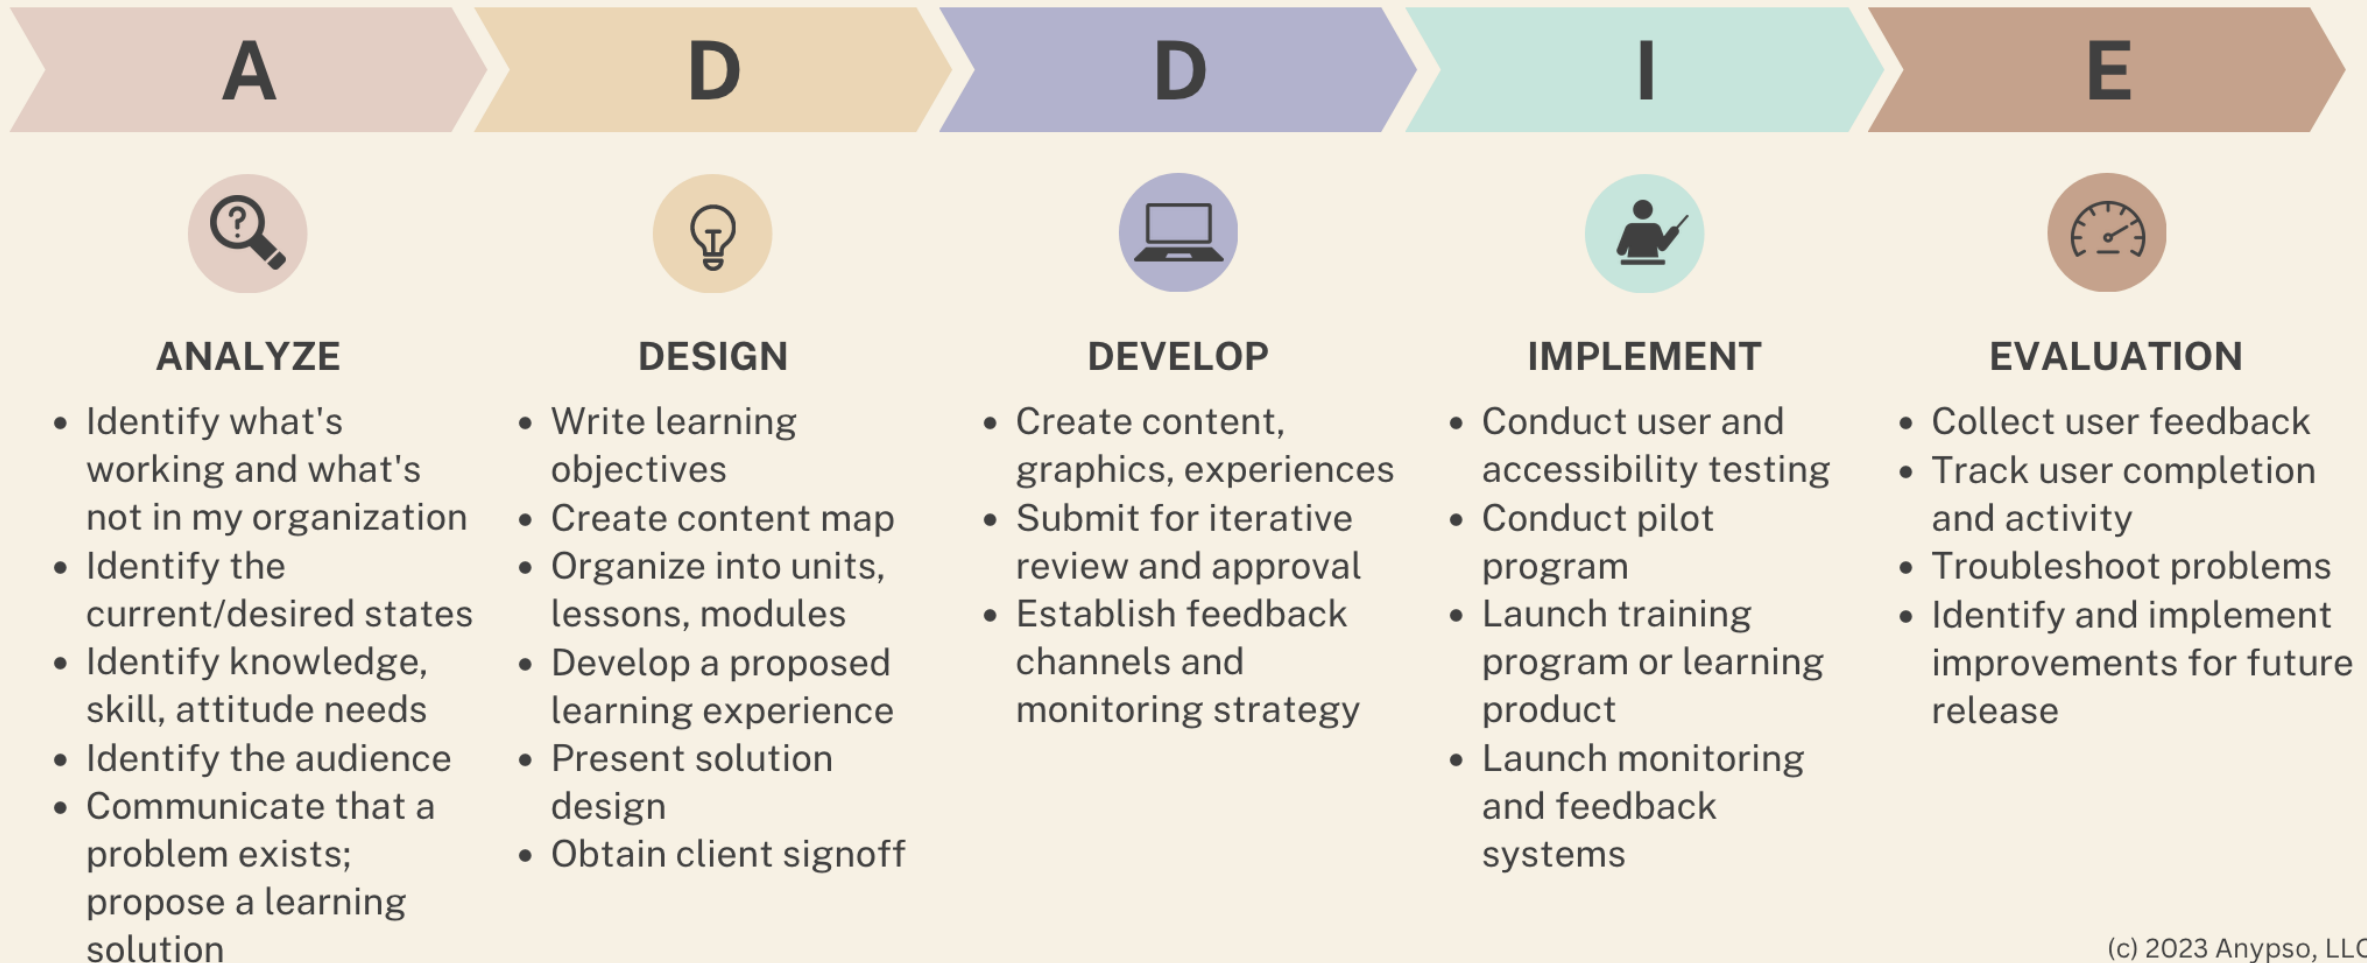 A
D
D
I
E
?
ANALYZE
• Identify what's
working and what's
not in my organization
• Identify the
current/desired states
• Identify knowledge,
skill, attitude needs
• Identify the audience
• Communicate that a
problem exists;
propose a learning
solution
DESIGN
• Write learning
objectives
• Create content map
• Organize into units,
lessons, modules
• Develop a proposed
learning experience
• Present solution
design
• Obtain client signoff
DEVELOP
• Create content,
graphics, experiences
• Submit for iterative
review and approval
• Establish feedback
channels and
monitoring strategy
IMPLEMENT
• Conduct user and
accessibility testing
• Conduct pilot
program
• Launch training
program or learning
product
• Launch monitoring
and feedback
systems
EVALUATION
• Collect user feedback
• Track user completion
and activity
• Troubleshoot problems
• Identify and implement
improvements for future
release
(c) 2023 Anypso, LLC